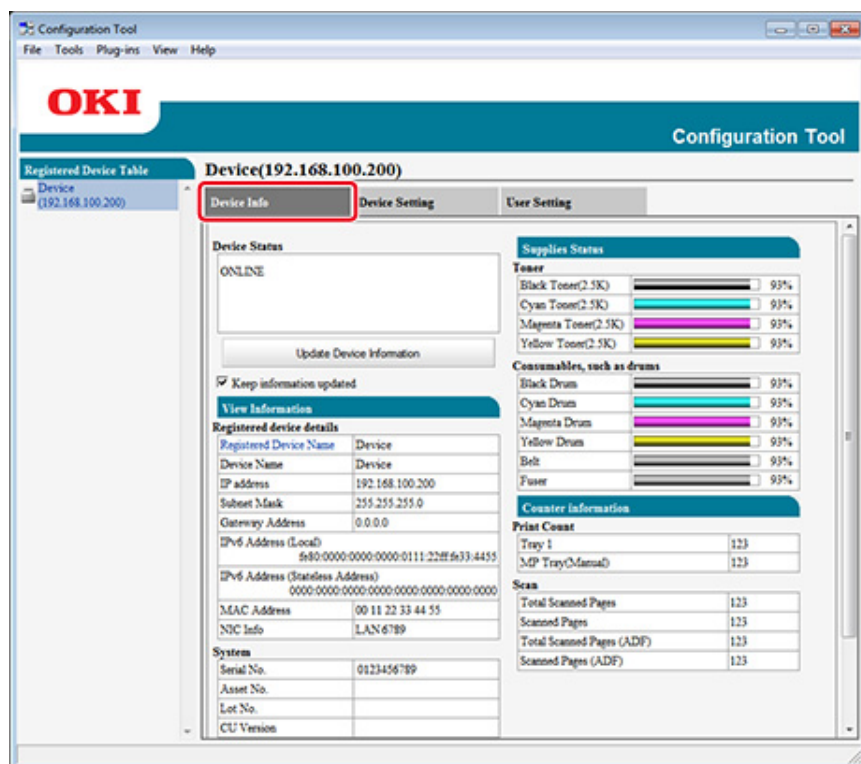 Configuration Tool
File Tools Plug-ins View Help
OKI
Configuration Tool
Registered Device Table
Device
(192.168.100.200)
Device(192.168.100.200)
Device Info
Device Setting
User Setting
Device Status
ONLINE
Update Device Information
Keep information updated
View Information
Registered device details
Registered Device Name Device
Device Name Device
IP address 192.168.100.200
Subnet Mask 255.255.255.0
Gateway Address 0.0.0.0
IPv6 Address (Local)
fe80:0000:0000:0000:0111:22ff:fe33:4455
IPv6 Address (Stateless Address)
0000:0000:0000:0000:0000:0000:0000:0000
MAC Address 00 11 22 33 44 55
NIC Info LAN 6789
System
Serial No. 0123456789
Asset No.
Lot No.
CU Version
Supplies Status
Toner
Black Toner(2.5K) 93%
Cyan Toner(2.5K) 93%
Magenta Toner(2.5K) 93%
Yellow Toner(2.5K) 93%
Consumables, such as drums
Black Drum 93%
Cyan Drum 93%
Magenta Drum 93%
Yellow Drum 93%
Belt 93%
Fuser 93%
Counter information
Print Count
Tray 1 123
MP Tray(Manual) 123
Scan
Total Scanned Pages 123
Scanned Pages 123
Total Scanned Pages (ADF) 123
Scanned Pages (ADF) 123